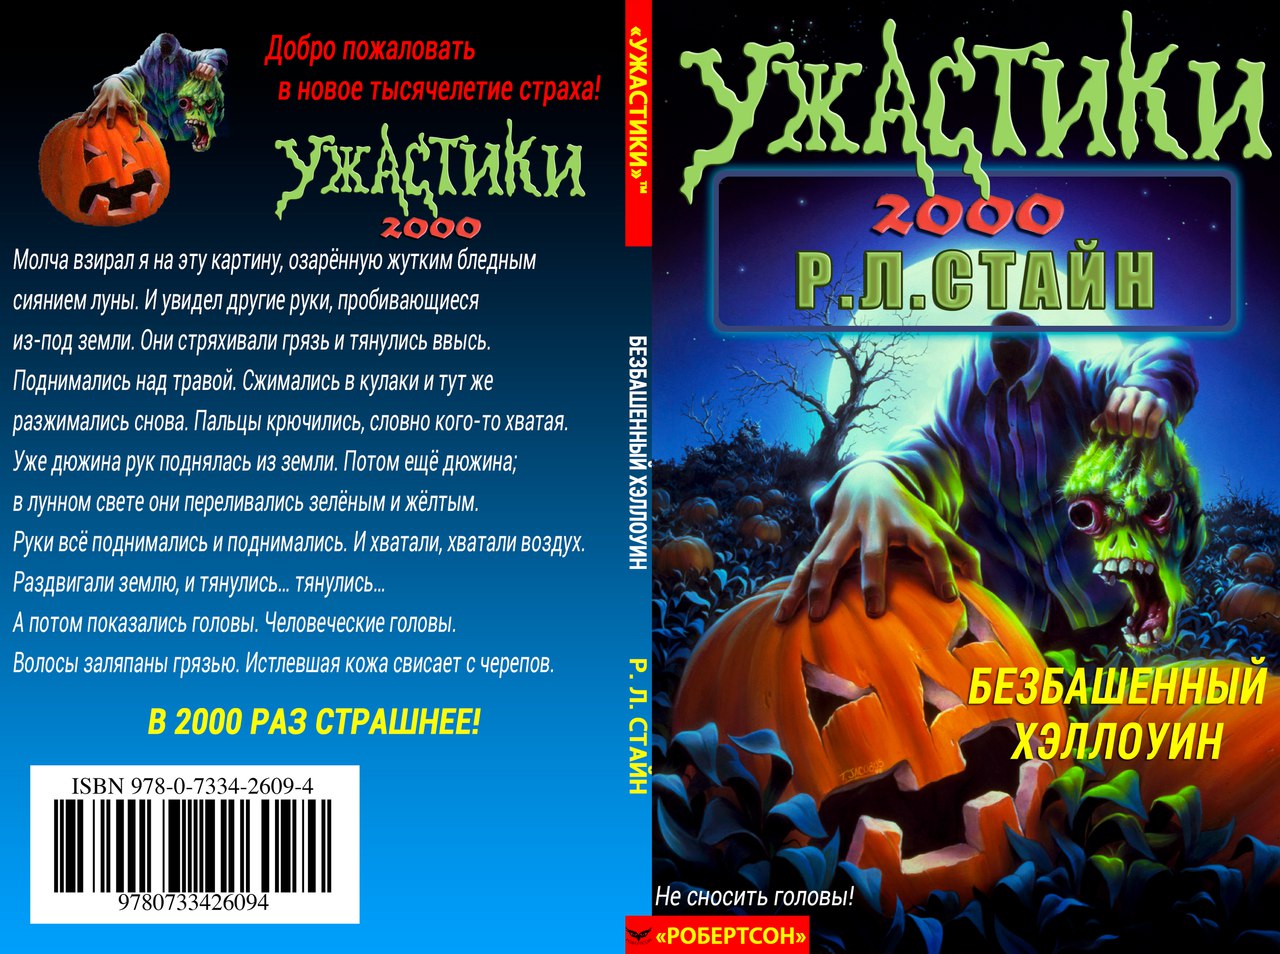 Добро пожаловать
в новое тысячелетие страха!
УЖАСТИКИ
2000
Молча взирал я на эту картину, озарённую жутким бледным
сиянием луны. И увидел другие руки, пробивающиеся
из-под земли. Они стряхивали грязь и тянулись ввысь.
Поднимались над травой. Сжимались в кулаки и тут же
разжимались снова. Пальцы крючились, словно кого-то хватая.
Уже дюжина рук поднялась из земли. Потом ещё дюжина;
в лунном свете они переливались зелёным и жёлтым.
Руки всё поднимались и поднимались. И хватали, хватали воздух.
Раздвигали землю, и тянулись... тянулись...
А потом показались головы. Человеческие головы.
Волосы заляпаны грязью. Истлевшая кожа свисает с черепов.
В 2000 РАЗ СТРАШНЕЕ!
ISBN 978-0-7334-2609-4
9780733426094
«УЖАСТИКИ»™
БЕЗБАШЕННЫЙ ХЭЛЛОУИН
Р. Л. СТАЙН
УЖАСТИКИ
2000
Р.Л.СТАЙН
БЕЗБАШЕННЫЙ
ХЭЛЛОУИН
Не сносить головы!
«РОБЕРТСОН»